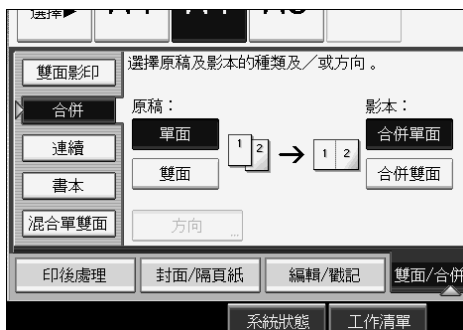 選擇▶
雙面影印
選擇原稿及影本的種類及／或方向。
合併
原稿：
影本：
單面
1 2 → 1 2
合併單面
連續
雙面
合併雙面
書本
混合單雙面
方向
印後處理
封面/隔頁紙
編輯/戳記
雙面/合併
系統狀態
工作清單